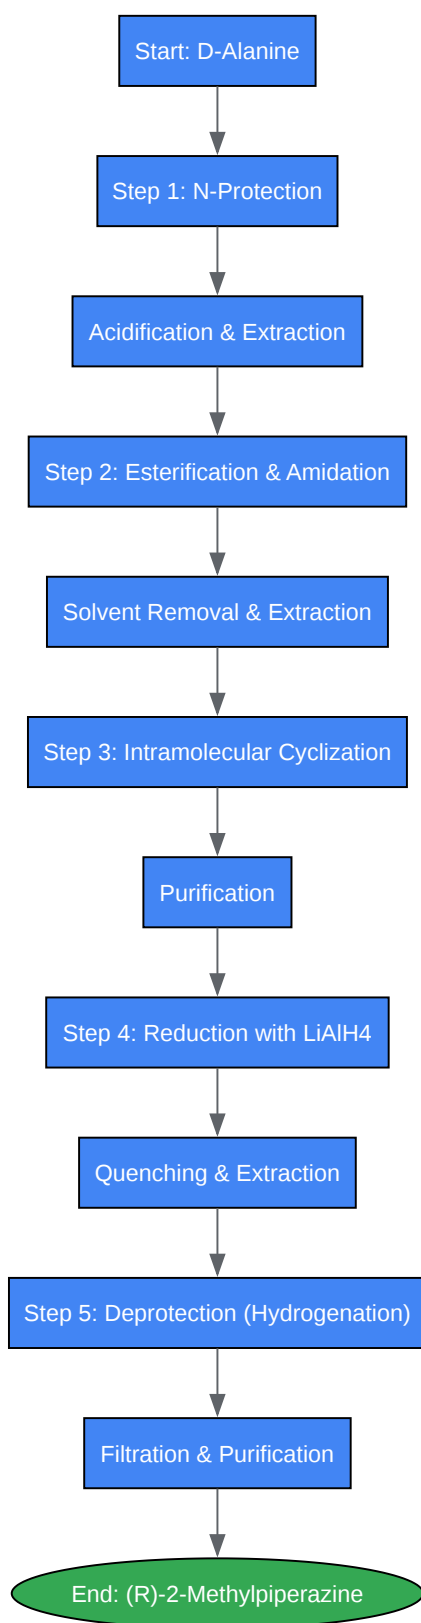 Start: D-Alanine
Step 1: N-Protection
Acidification & Extraction
Step 2: Esterification & Amidation
Solvent Removal & Extraction
Step 3: Intramolecular Cyclization
Purification
Step 4: Reduction with LiAlH4
Quenching & Extraction
Step 5: Deprotection (Hydrogenation)
Filtration & Purification
End: (R)-2-Methylpiperazine